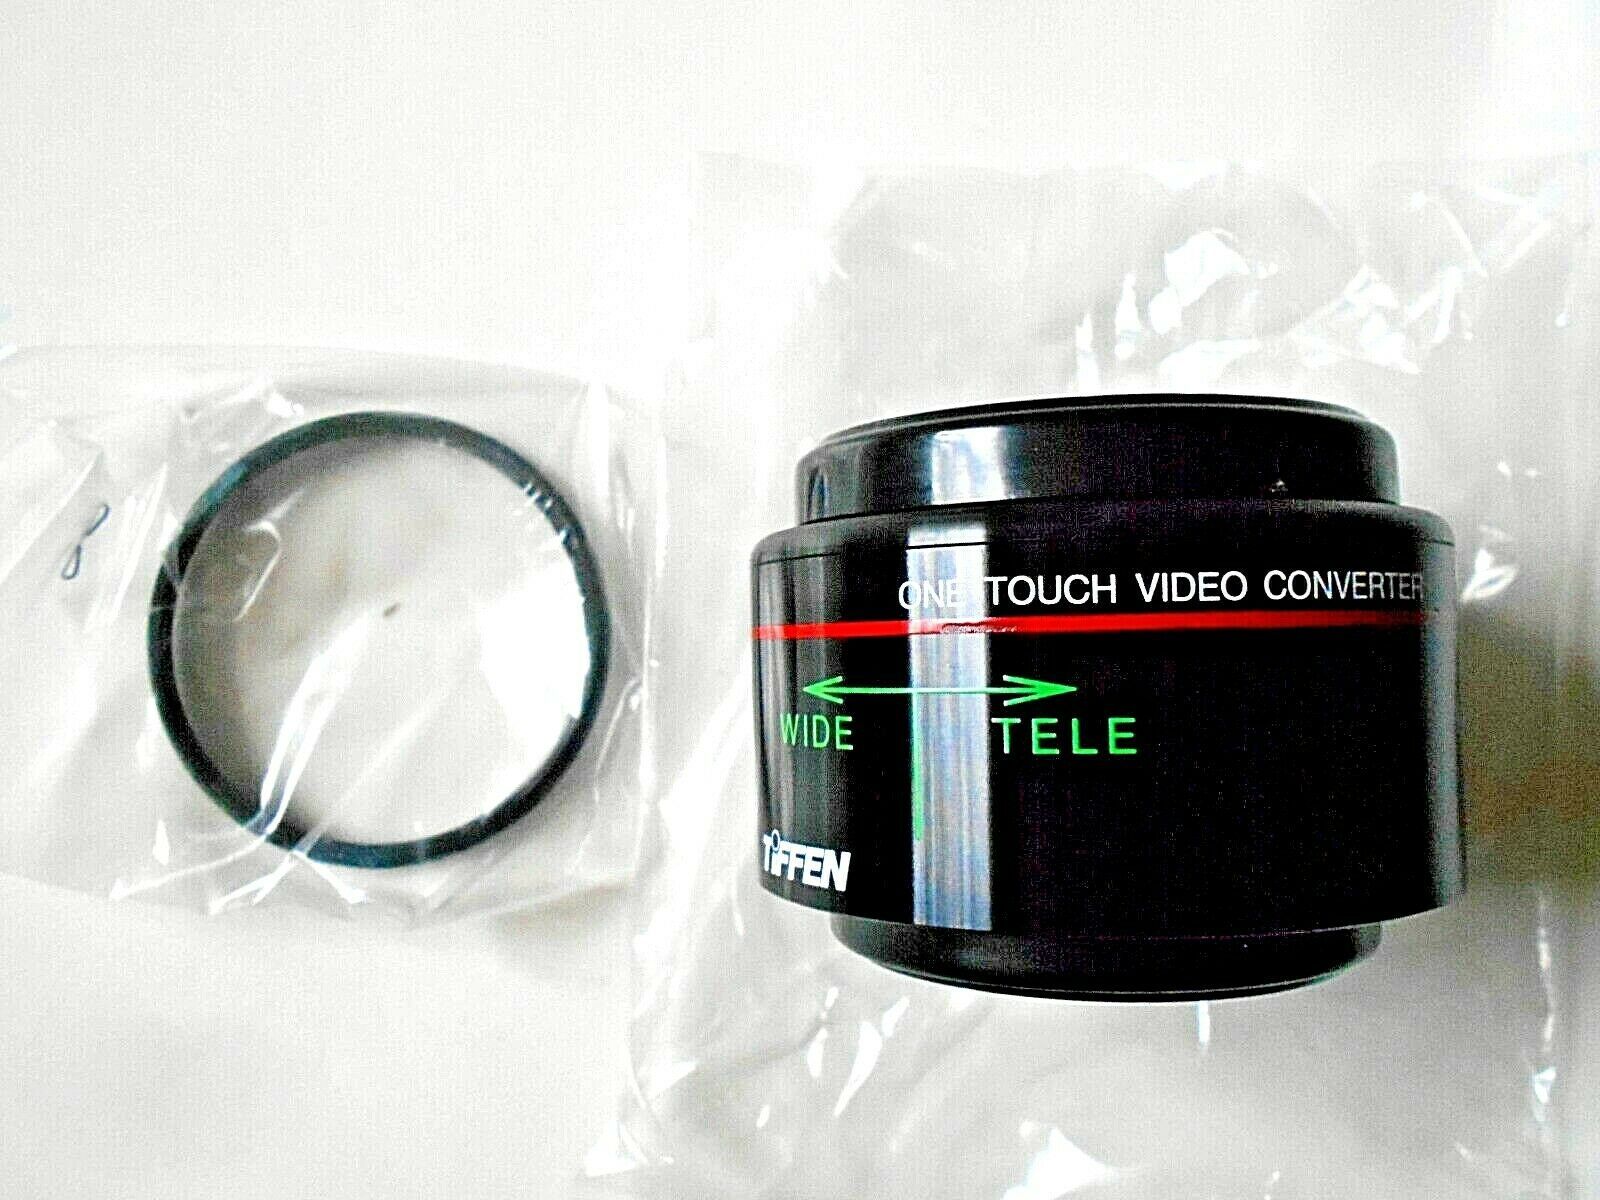 ONE TOUCH VIDEO CONVERTER
WIDE TELE
TIFFEN